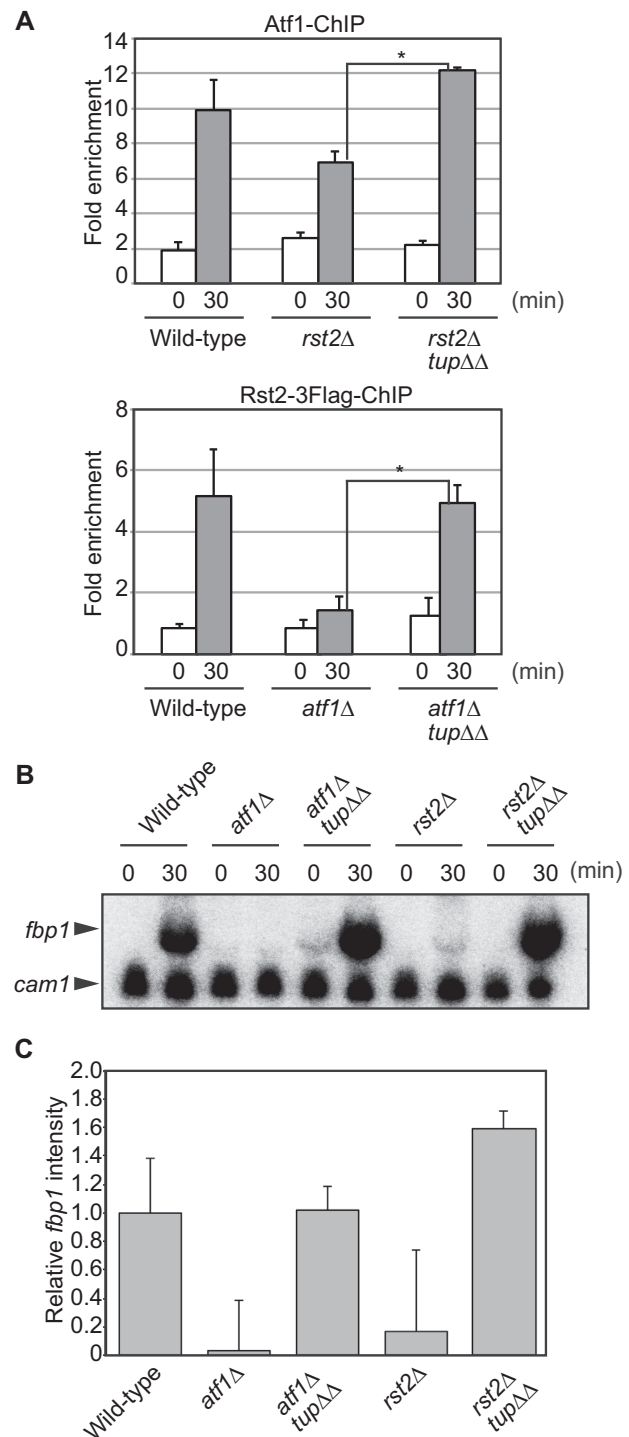 A
Atf1-ChIP
Fold enrichment
14
12
10
8
6
4
2
0
*
0 30 0 30 0 30 (min)
Wild-type rst2Δ rst2Δ
tupΔΔ
Rst2-3Flag-ChIP
Fold enrichment
8
6
4
2
0
*
0 30 0 30 0 30 (min)
Wild-type atf1Δ atf1Δ
tupΔΔ
B
Wild-type
atf1Δ
atf1Δ
tupΔΔ
rst2Δ
rst2Δ
tupΔΔ
0 30 0 30 0 30 0 30 0 30 (min)
fbp1
cam1
C
Relative fbp1 intensity
2.0
1.8
1.6
1.4
1.2
1.0
0.8
0.6
0.4
0.2
0
Wild-type
atf1Δ
atf1Δ
tupΔΔ
rst2Δ
rst2Δ
tupΔΔ